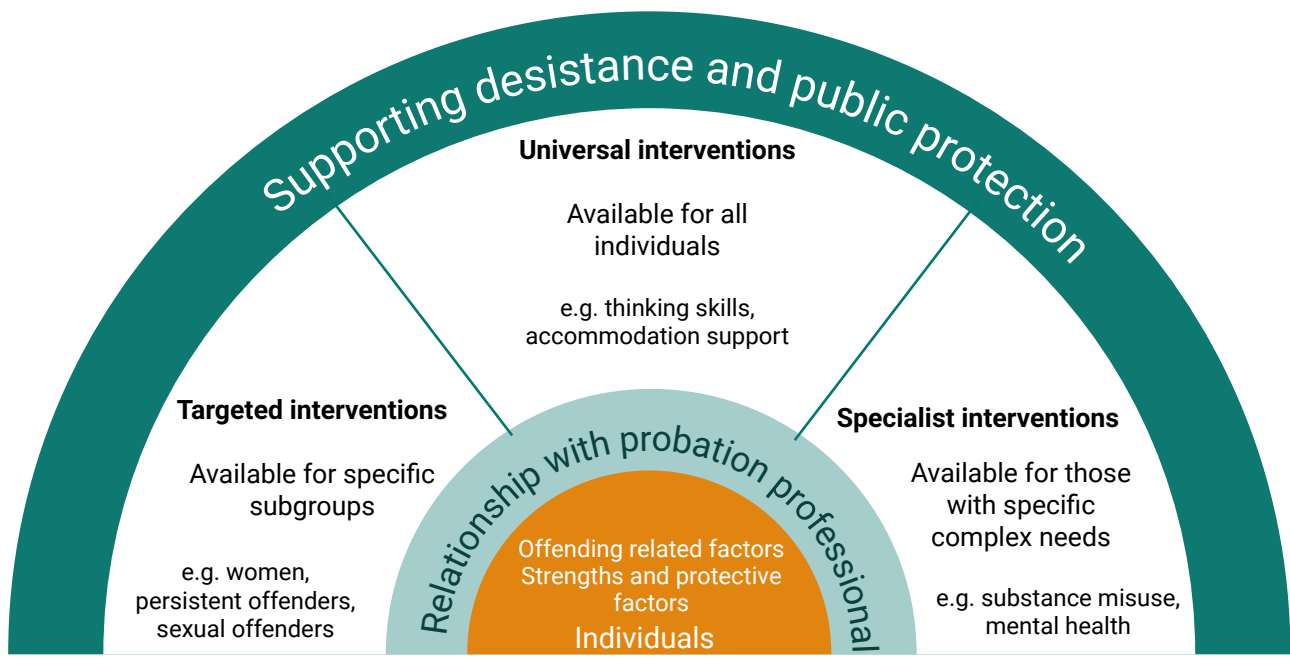 Supporting desistance and public protection
Universal interventions
Available for all
individuals
e.g. thinking skills,
accommodation support
Targeted interventions
Available for specific
subgroups
e.g. women,
persistent offenders,
sexual offenders
Specialist interventions
Available for those
with specific
complex needs
e.g. substance misuse,
mental health
Relationship with probation professional
Offending related factors
Strengths and protective
factors
Individuals